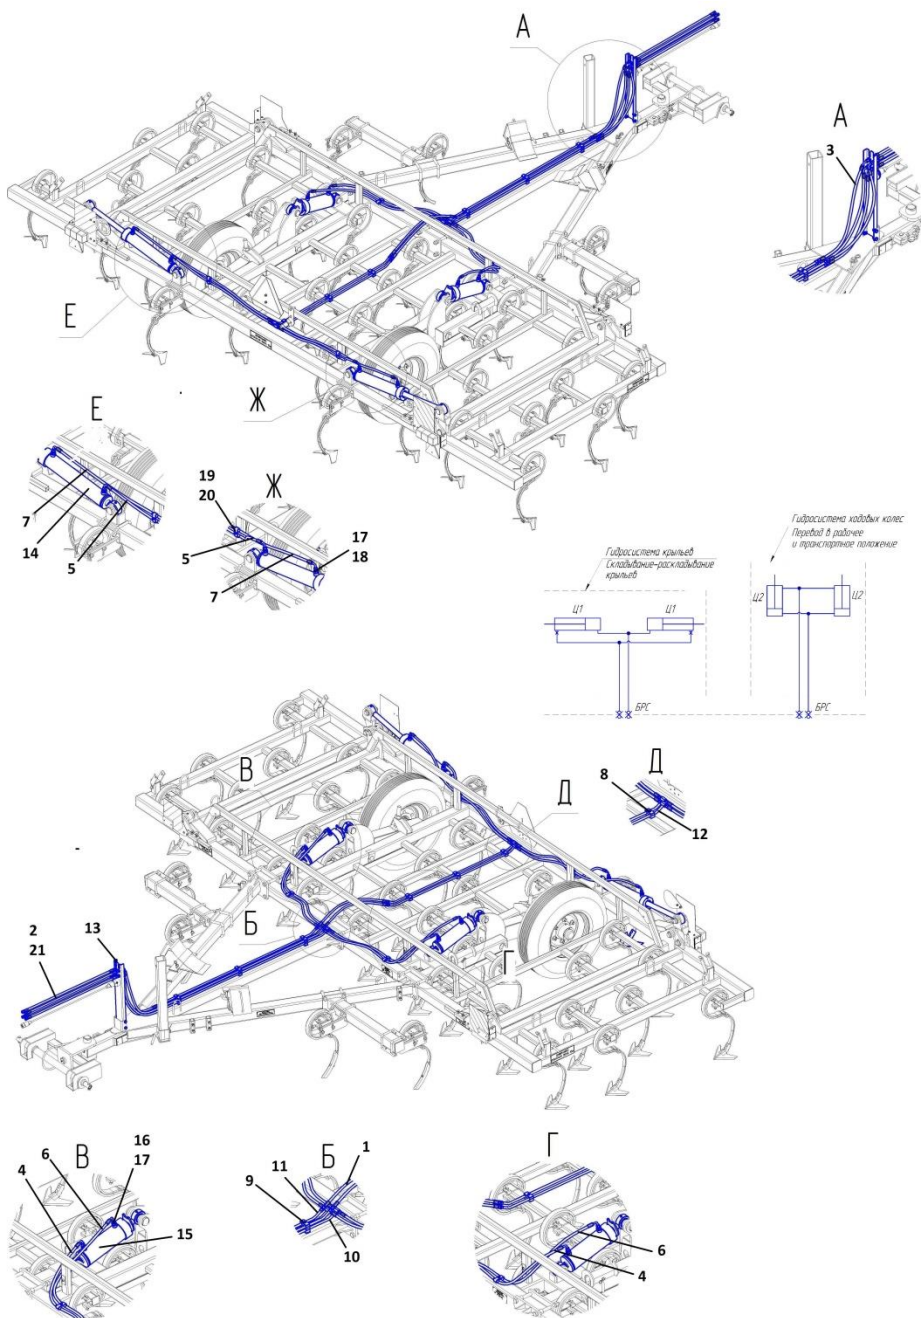 А
А
3
Е
Ж
Е
7
14
5
19
20
Ж
5
7
17
18
Гидросистема крыльев
Складывание-раскладывание
крыльев
Ц1
Ц1
БРС
Гидросистема ходовых колес
Перевод в рабочее
и транспортное положение
Ц2
Ц2
БРС
В
Д
Д
8
12
Б
Г
2
21
13
В
4
6
16
17
15
Б
11
9
1
10
Г
6
4